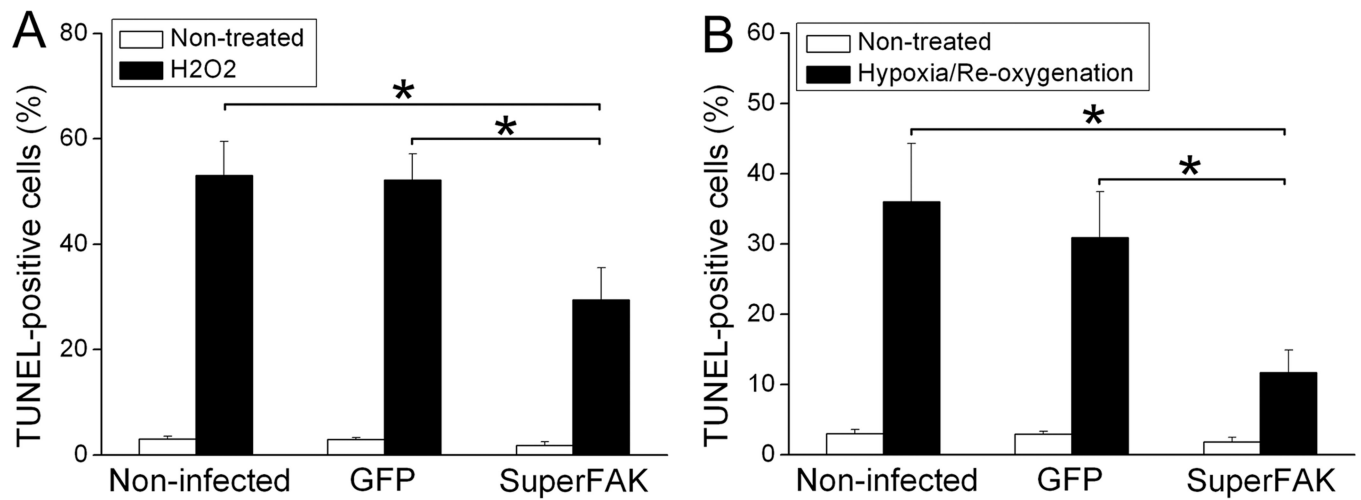 A
TUNEL-positive cells (%)
80
60
40
20
0
Non-treated
H2O2
*
*
Non-infected
GFP
SuperFAK
B
TUNEL-positive cells (%)
60
50
40
30
20
10
0
Non-treated
Hypoxia/Re-oxygenation
*
*
Non-infected
GFP
SuperFAK